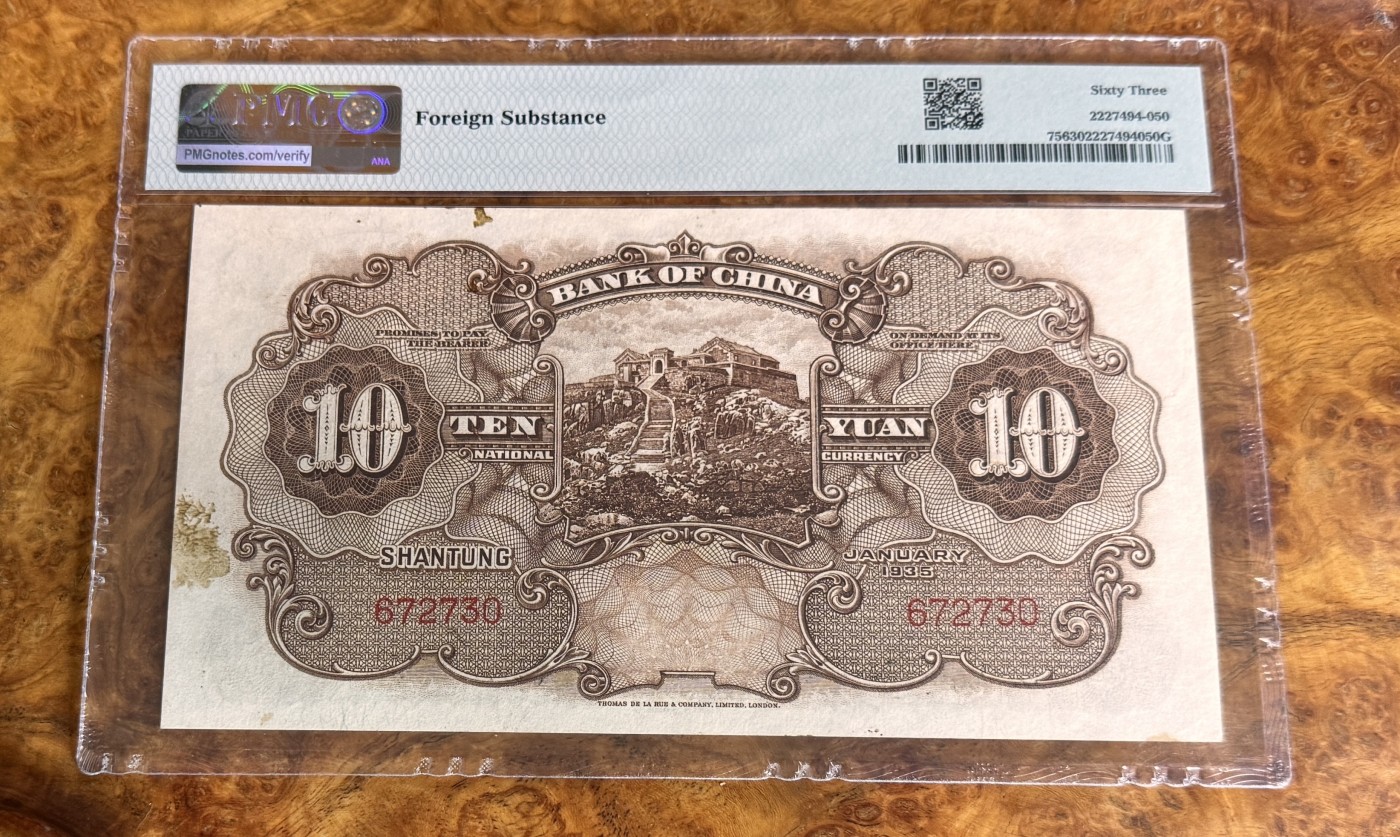 PMG
PMGnotes.com/verify
ANA
Foreign Substance
Sixty Three
2227494-050
756302227494050G
BANK OF CHINA
PROMISES TO PAY
THE BEARER
ON DEMAND AT ITS
OFFICE HERE
10
TEN
NATIONAL
YUAN
CURRENCY
10
SHANTUNG
JANUARY
1935
672730
672730
THOMAS DE LA RUE & COMPANY, LIMITED, LONDON.